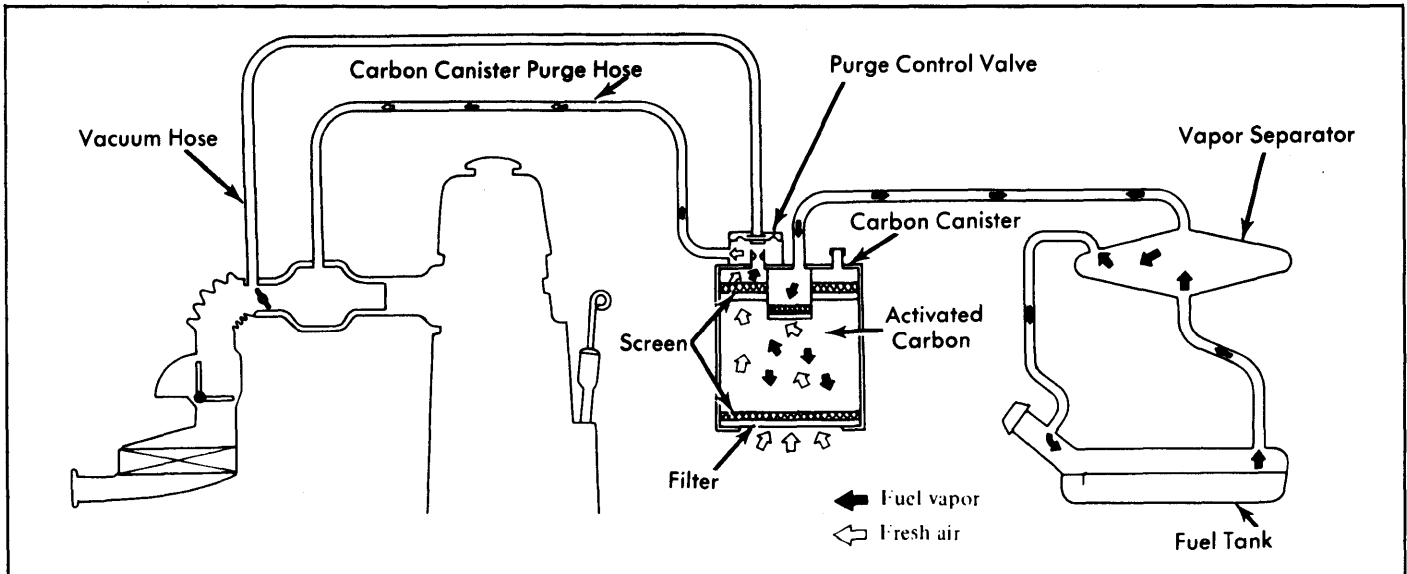 Carbon Canister Purge Hose
Purge Control Valve
Vacuum Hose
Vapor Separator
Carbon Canister
Screen
Activated
Carbon
Filter
Fuel vapor
Fresh air
Fuel Tank